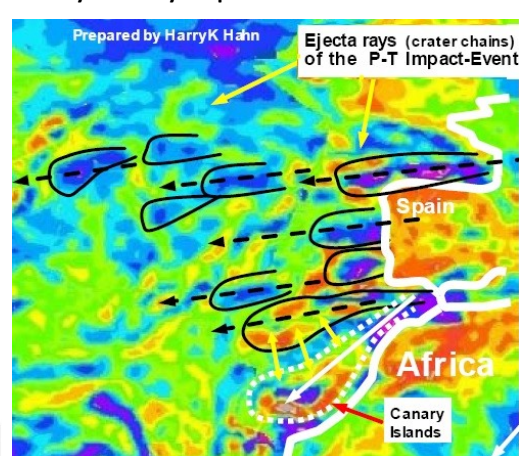 Prepared by HarryK Hahn
Ejecta rays (crater chains)
of the P-T Impact-Event
Spain
Africa
Canary
Islands